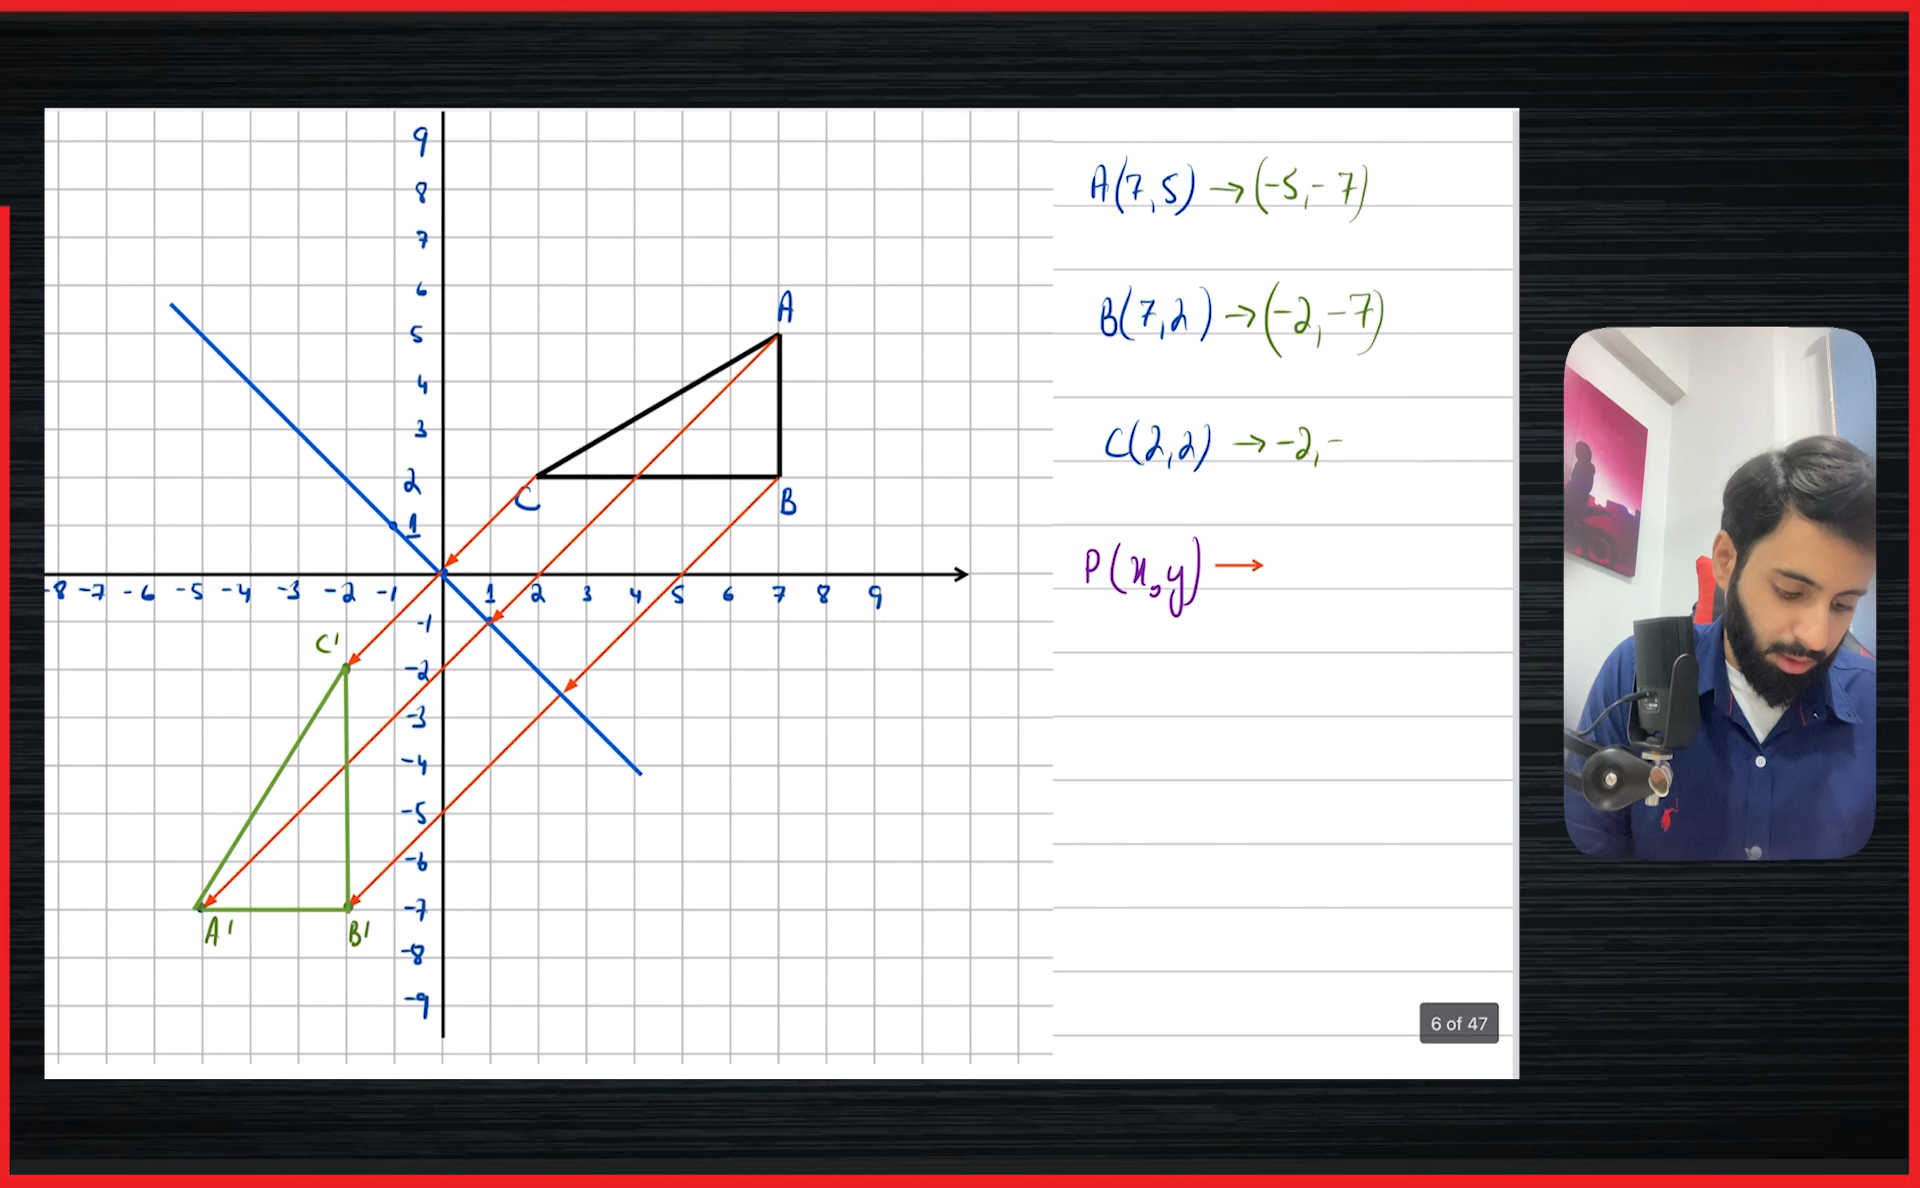 9
8
7
6
A
5
4
3
2
C
B
1
-8 -7 -6 -5 -4 -3 -2 -1 1 2 3 4 5 6 7 8 9
-1
C'
-2
-3
-4
-5
-6
-7
A' B'
-8
-9
A(7,5) → (-5,-7)
B(7,2) → (-2,-7)
C(2,2) → -2,-
P(x,y) →
6 of 47